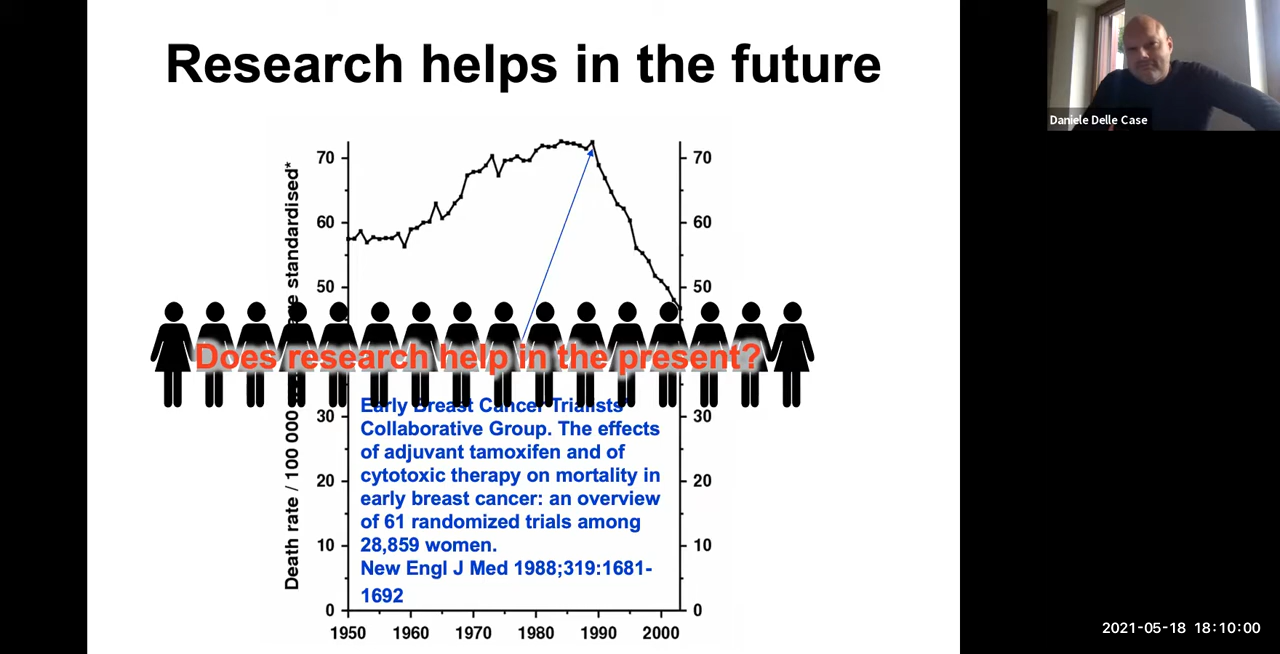 Research helps in the future
Daniele Delle Case
Death rate / 100 000 standardised*
70
60
50
30
20
10
0
70
60
50
30
20
10
0
1950 1960 1970 1980 1990 2000
Does research help in the present?
Early Breast Cancer Trialists'
Collaborative Group. The effects
of adjuvant tamoxifen and of
cytotoxic therapy on mortality in
early breast cancer: an overview
of 61 randomized trials among
28,859 women.
New Engl J Med 1988;319:1681-
1692
2021-05-18 18:10:00